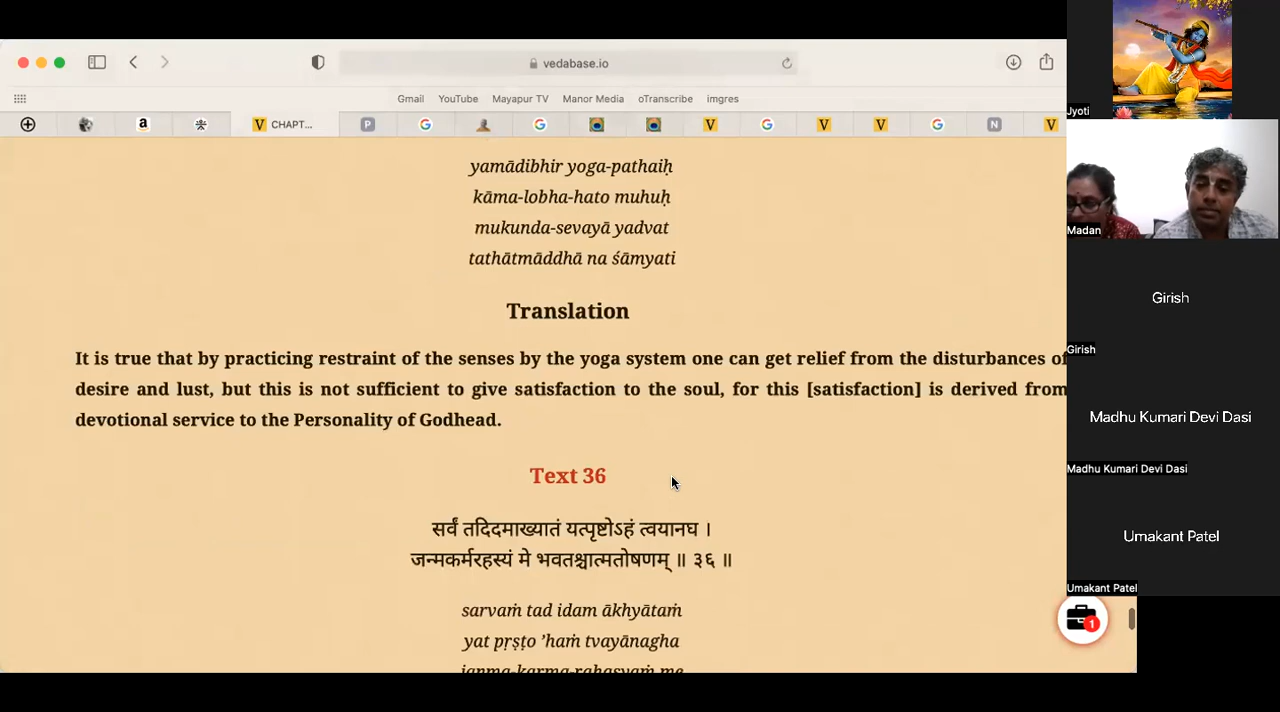 vedabase.io
Gmail YouTube Mayapur TV Manor Media oTranscribe imgres
a V CHAPT... P G G V G V V G N V
yamādibhir yoga-pathaiḥ
kāma-lobha-hato muhuḥ
mukunda-sevayā yadvat
tathātmāddhā na śāmyati
Translation
It is true that by practicing restraint of the senses by the yoga system one can get relief from the disturbances of
desire and lust, but this is not sufficient to give satisfaction to the soul, for this [satisfaction] is derived from
devotional service to the Personality of Godhead.
Text 36
सर्वं तदिदमाख्यातं यत्पृष्टोऽहं त्वयानघ ।
जन्मकर्मरहस्यं मे भवतश्चात्मतोषणम् ॥ ३६ ॥
sarvaṁ tad idam ākhyātaṁ
yat pṛṣṭo ’haṁ tvayānagha
janma-karma-rahasyaṁ me
1
Jyoti
Madan
Girish
Girish
Madhu Kumari Devi Dasi
Madhu Kumari Devi Dasi
Umakant Patel
Umakant Patel